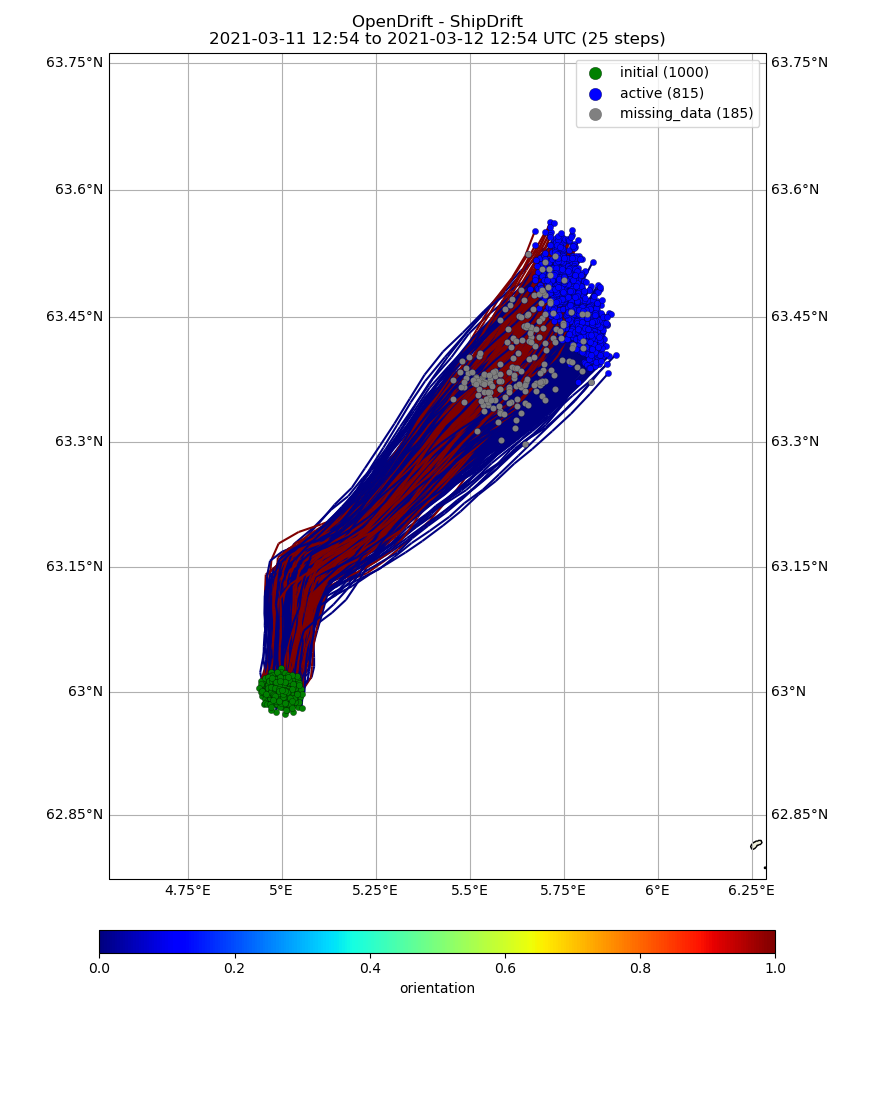 OpenDrift - ShipDrift
2021-03-11 12:54 to 2021-03-12 12:54 UTC (25 steps)
63.75°N
63.75°N
initial (1000)
active (815)
missing_data (185)
63.6°N
63.6°N
63.45°N
63.45°N
63.3°N
63.3°N
63.15°N
63.15°N
63°N
63°N
62.85°N
62.85°N
4.75°E
5°E
5.25°E
5.5°E
5.75°E
6°E
6.25°E
0.0
0.2
0.4
0.6
0.8
1.0
orientation